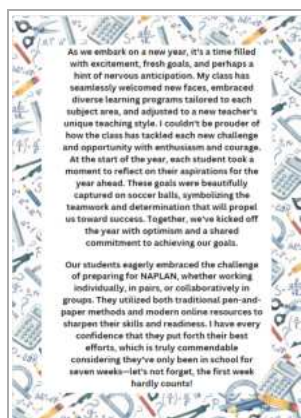 As we embark on a new year, it's a time filled
with excitement, fresh goals, and perhaps a
hint of nervous anticipation. My class has
seamlessly welcomed new faces, embraced
diverse learning programs tailored to each
subject area, and adjusted to a new teacher's
unique teaching style. I couldn't be prouder of
how the class has tackled each new challenge
and opportunity with enthusiasm and courage.
At the start of the year, each student took a
moment to reflect on their aspirations for the
year ahead. These goals were beautifully
captured on soccer balls, symbolizing the
teamwork and determination that will propel
us toward success. Together, we've kicked off
the year with optimism and a shared
commitment to achieving our goals.
Our students eagerly embraced the challenge
of preparing for NAPLAN, whether working
individually, in pairs, or collaboratively in
groups. They utilized both traditional pen-and-
paper methods and modern online resources to
sharpen their skills and readiness. I have every
confidence that they put forth their best
efforts, which is truly commendable
considering they've only been in school for
seven weeks—let's not forget, the first week
hardly counts!